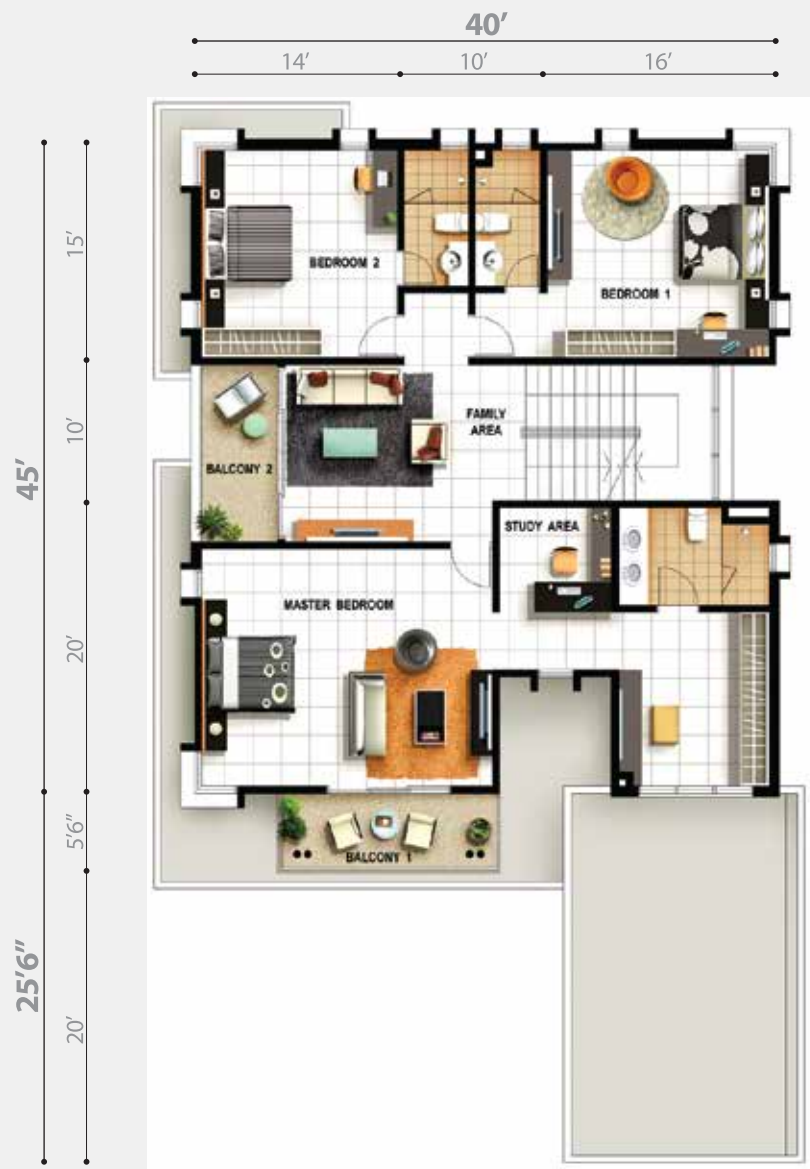 40’
14’
10’
16’
15’
10’
45’
20’
5’6”
25’6”
20’
BEDROOM 2
BEDROOM 1
FAMILY
AREA
BALCONY 2
STUDY AREA
MASTER BEDROOM
BALCONY 1